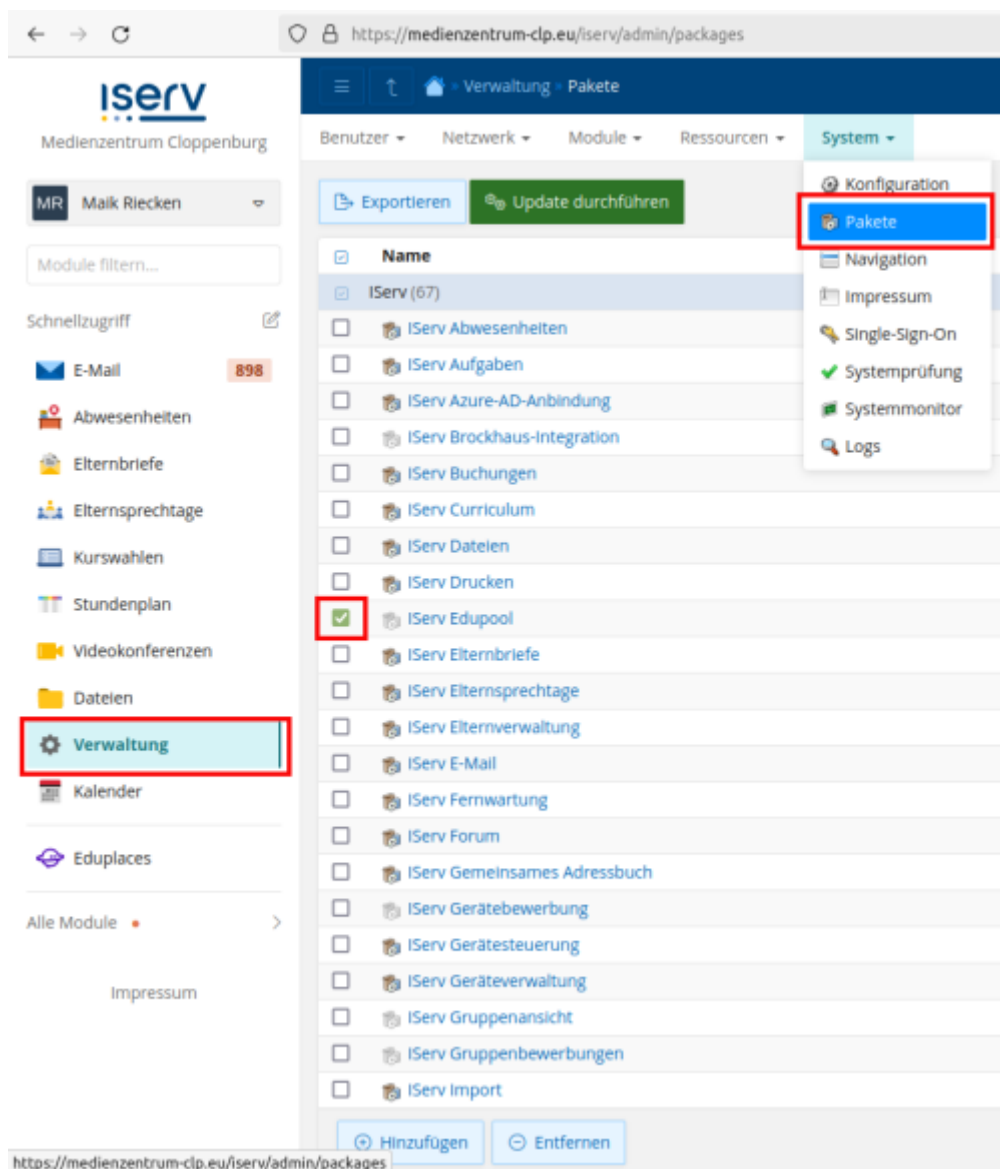 https://medienzentrum-clp.eu/iserv/admin/packages
Iserv
Medienzentrum Cloppenburg
MR Maik Riecken
Module filtern...
Schnellzugriff
E-Mail 898
Abwesenheiten
Elternbriefe
Elternsprechtage
Kurswahlen
Stundenplan
Videokonferenzen
Dateien
Verwaltung
Kalender
Eduplaces
Alle Module
Impressum
Verwaltung Pakete
Benutzer Netzwerk Module Ressourcen System
Konfiguration
Pakete
Navigation
Impressum
Single-Sign-On
Systemprüfung
Systemmonitor
Logs
Exportieren Update durchführen
Name
IServ (67)
IServ Abwesenheiten
IServ Aufgaben
IServ Azure-AD-Anbindung
IServ Brockhaus-Integration
IServ Buchungen
IServ Curriculum
IServ Dateien
IServ Drucken
IServ Edupool
IServ Elternbriefe
IServ Elternsprechtage
IServ Elternverwaltung
IServ E-Mail
IServ Fernwartung
IServ Forum
IServ Gemeinsames Adressbuch
IServ Gerätebewerbung
IServ Gerätesteuerung
IServ Geräteverwaltung
IServ Gruppenansicht
IServ Gruppenbewerbungen
IServ Import
Hinzufügen Entfernen
https://medienzentrum-clp.eu/iserv/admin/packages